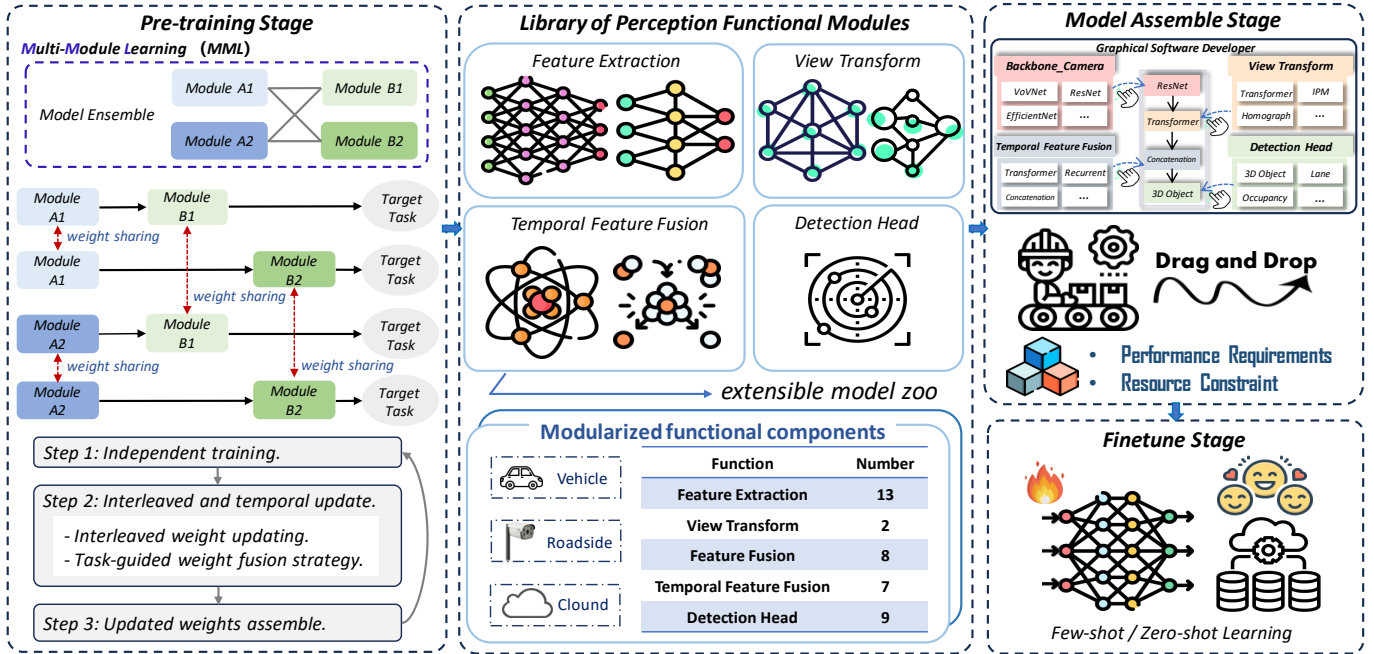 Pre-training Stage
Multi-Module Learning (MML)
Model Ensemble
Module A1
Module B1
Module A2
Module B2
Module
A1
Module
B1
Target
Task
weight sharing
Module
A1
Module
B2
Target
Task
weight sharing
Module
A2
Module
B1
Target
Task
weight sharing
weight sharing
Module
A2
Module
B2
Target
Task
Step 1: Independent training.
Step 2: Interleaved and temporal update.
- Interleaved weight updating.
- Task-guided weight fusion strategy.
Step 3: Updated weights assemble.
Library of Perception Functional Modules
Feature Extraction
View Transform
Temporal Feature Fusion
Detection Head
extensible model zoo
Modularized functional components
Vehicle
Roadside
Clound
Function Number
Feature Extraction 13
View Transform 2
Feature Fusion 8
Temporal Feature Fusion 7
Detection Head 9
Model Assemble Stage
Graphical Software Developer
Backbone_Camera
VoVNet ResNet
EfficientNet ...
Temporal Feature Fusion
Transformer Recurrent
Concatenation ...
ResNet
Transformer
Concatenation
3D Object
View Transform
Transformer IPM
Homograph ...
Detection Head
3D Object Lane
Occupancy ...
Drag and Drop
• Performance Requirements
• Resource Constraint
Finetune Stage
Few-shot / Zero-shot Learning